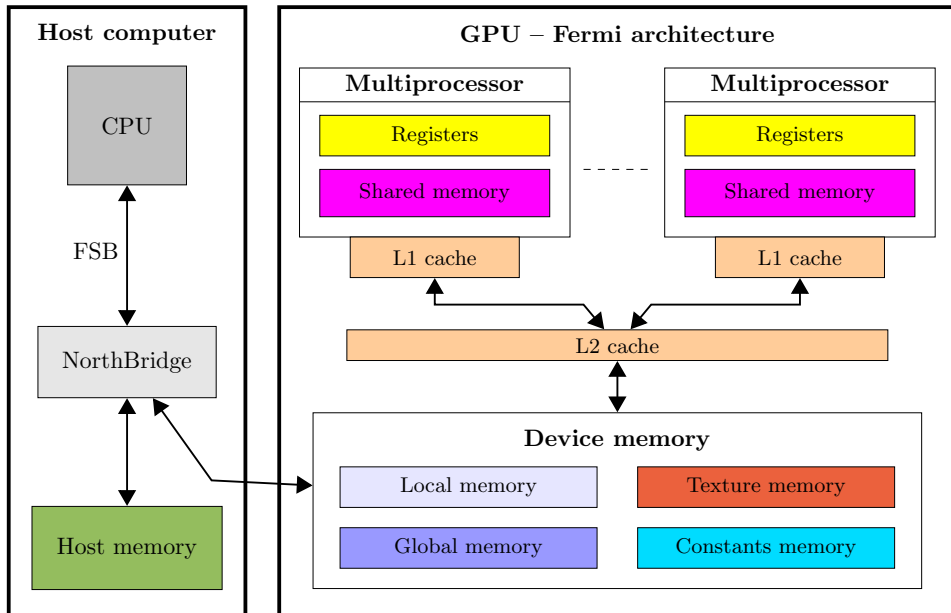 Host computer
CPU
FSB
NorthBridge
Host memory
GPU – Fermi architecture
Multiprocessor
Registers
Shared memory
L1 cache
Multiprocessor
Registers
Shared memory
L1 cache
L2 cache
Device memory
Local memory
Texture memory
Global memory
Constants memory